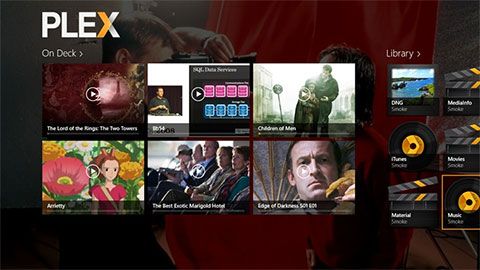 PLEX
On Deck >
Library >
SQL Data Services
The Lord of the Rings: The Two Towers
BB54
Children of Men
DNG
Smoke
MediaInfo
Smoke
iTunes
Smoke
Movies
Smoke
Arrietty
The Best Exotic Marigold Hotel
Edge of Darkness S01 E01
Material
Smoke
Music
Smoke